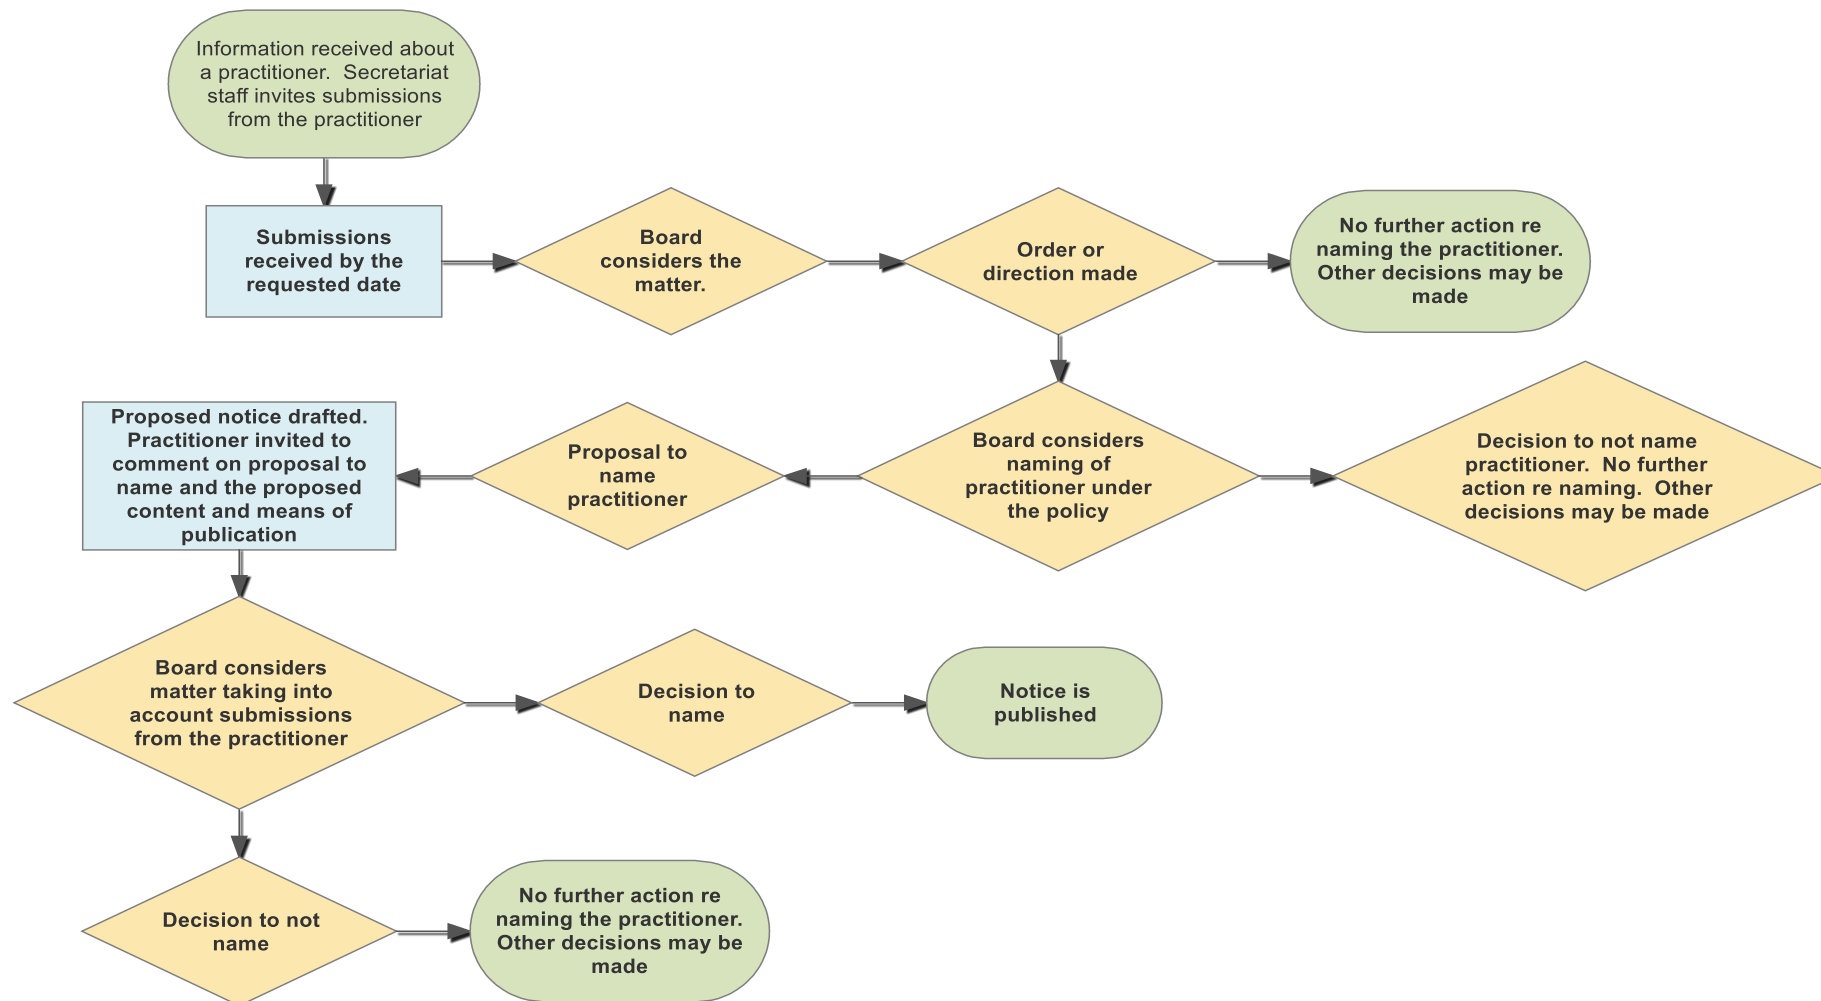 Information received about
a practitioner.  Secretariat
staff invites submissions
from the practitioner
Submissions
received by the
requested date
Board
considers the
matter.
Order or
direction made
No further action re
naming the practitioner.
Other decisions may be
made
Proposed notice drafted.
Practitioner invited to
comment on proposal to
name and the proposed
content and means of
publication
Proposal to
name
practitioner
Board considers
naming of
practitioner under
the policy
Decision to not name
practitioner.  No further
action re naming.  Other
decisions may be made
Board considers
matter taking into
account submissions
from the practitioner
Decision to
name
Notice is
published
Decision to not
name
No further action re
naming the practitioner.
Other decisions may be
made